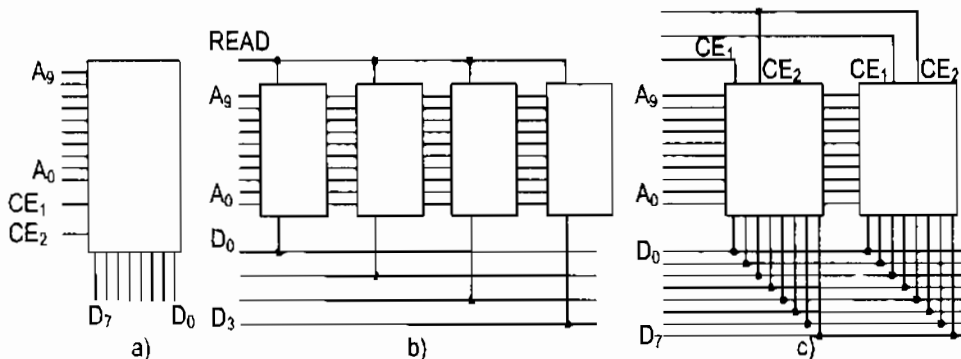 A₉
A₀
CE₁
CE₂
D₇ D₀
a)
READ
A₉
A₀
D₀
D₃
b)
CE₁ CE₂ CE₁ CE₂
A₉
A₀
D₀
D₇
c)